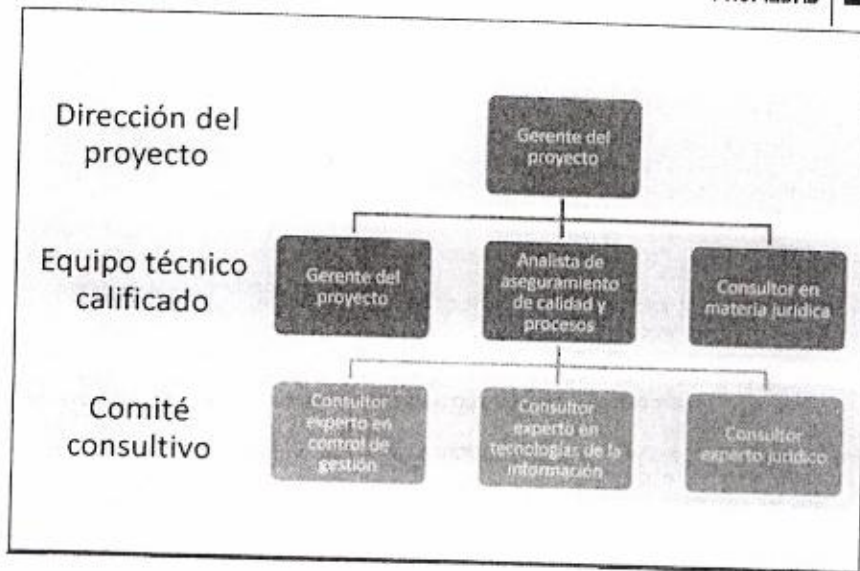 Dirección del
proyecto
Gerente del
proyecto
Equipo técnico
calificado
Gerente del
proyecto
Analista de
aseguramiento
de calidad y
procesos
Consultor en
materia jurídica
Comité
consultivo
Consultor
experto en
control de
gestión
Consultor
experto en
tecnologías de la
información
Consultor
experto jurídico